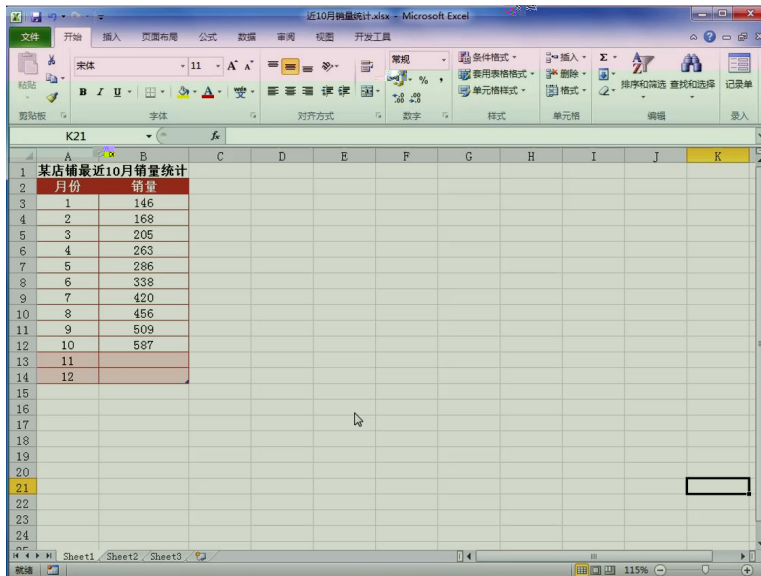 近10月销量统计.xlsx - Microsoft Excel
文件 开始 插入 页面布局 公式 数据 审阅 视图 开发工具
宋体 11 常规 条件格式 插入 Σ
粘贴 套用表格格式 删除 排序和筛选 查找和选择 记录单
B I U A 变 % , 单元格样式 格式
剪贴板 字体 对齐方式 数字 样式 单元格 编辑 录入
K21 fx
A B C D E F G H I J K
1 某店铺最近10月销量统计
2 月份 销量
3 1 146
4 2 168
5 3 205
6 4 263
7 5 286
8 6 338
9 7 420
10 8 456
11 9 509
12 10 587
13 11
14 12
15
16
17
18
19
20
21
22
23
24
Sheet1 Sheet2 Sheet3
就绪 115%